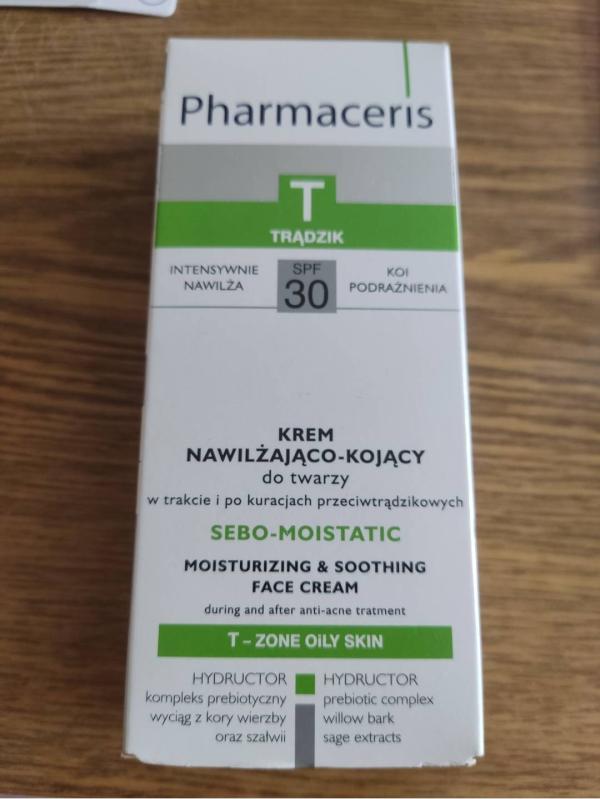 Pharmaceris
T
TRĄDZIK
INTENSYWNIE
NAWILŻA
SPF
30
KOI
PODRAŻNIENIA
KREM
NAWILŻAJĄCO-KOJĄCY
do twarzy
w trakcie i po kuracjach przeciwtrądzikowych
SEBO-MOISTATIC
MOISTURIZING & SOOTHING
FACE CREAM
during and after anti-acne tratment
T – ZONE OiLY SKIN
HYDRUCTOR
kompleks prebiotyczny
wyciąg z kory wierzby
oraz szałwii
HYDRUCTOR
prebiotic complex
willow bark
sage extracts